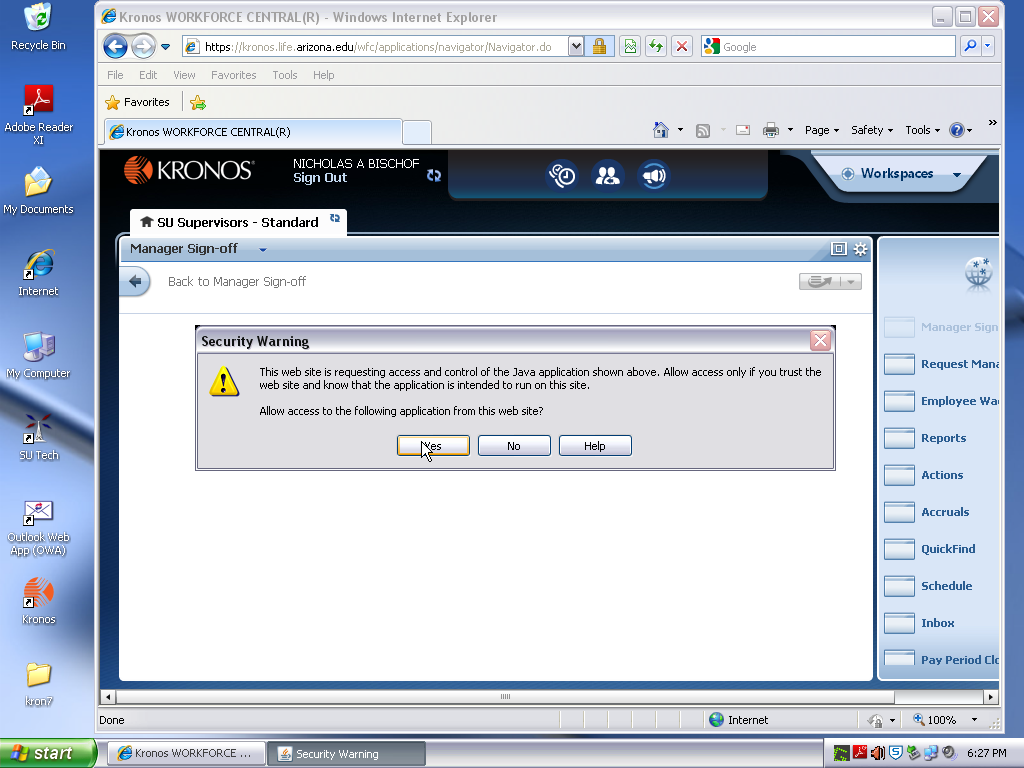 Recycle Bin
Adobe Reader
XI
My Documents
Internet
My Computer
SU Tech
Outlook Web
App (OWA)
Kronos
kron7
Kronos WORKFORCE CENTRAL(R) - Windows Internet Explorer
https://kronos.life.arizona.edu/wfc/applications/navigator/Navigator.do
Google
File Edit View Favorites Tools Help
Favorites
Kronos WORKFORCE CENTRAL(R)
Page Safety Tools »
KRONOS
NICHOLAS A BISCHOF
Sign Out
Workspaces
SU Supervisors - Standard
Manager Sign-off
Back to Manager Sign-off
Security Warning
This web site is requesting access and control of the Java application shown above. Allow access only if you trust the
web site and know that the application is intended to run on this site.
Allow access to the following application from this web site?
Yes No Help
Manager Sign
Request Mana
Employee Wa
Reports
Actions
Accruals
QuickFind
Schedule
Inbox
Pay Period Clo
Done
Internet
100%
start
Kronos WORKFORCE ...
Security Warning
6:27 PM